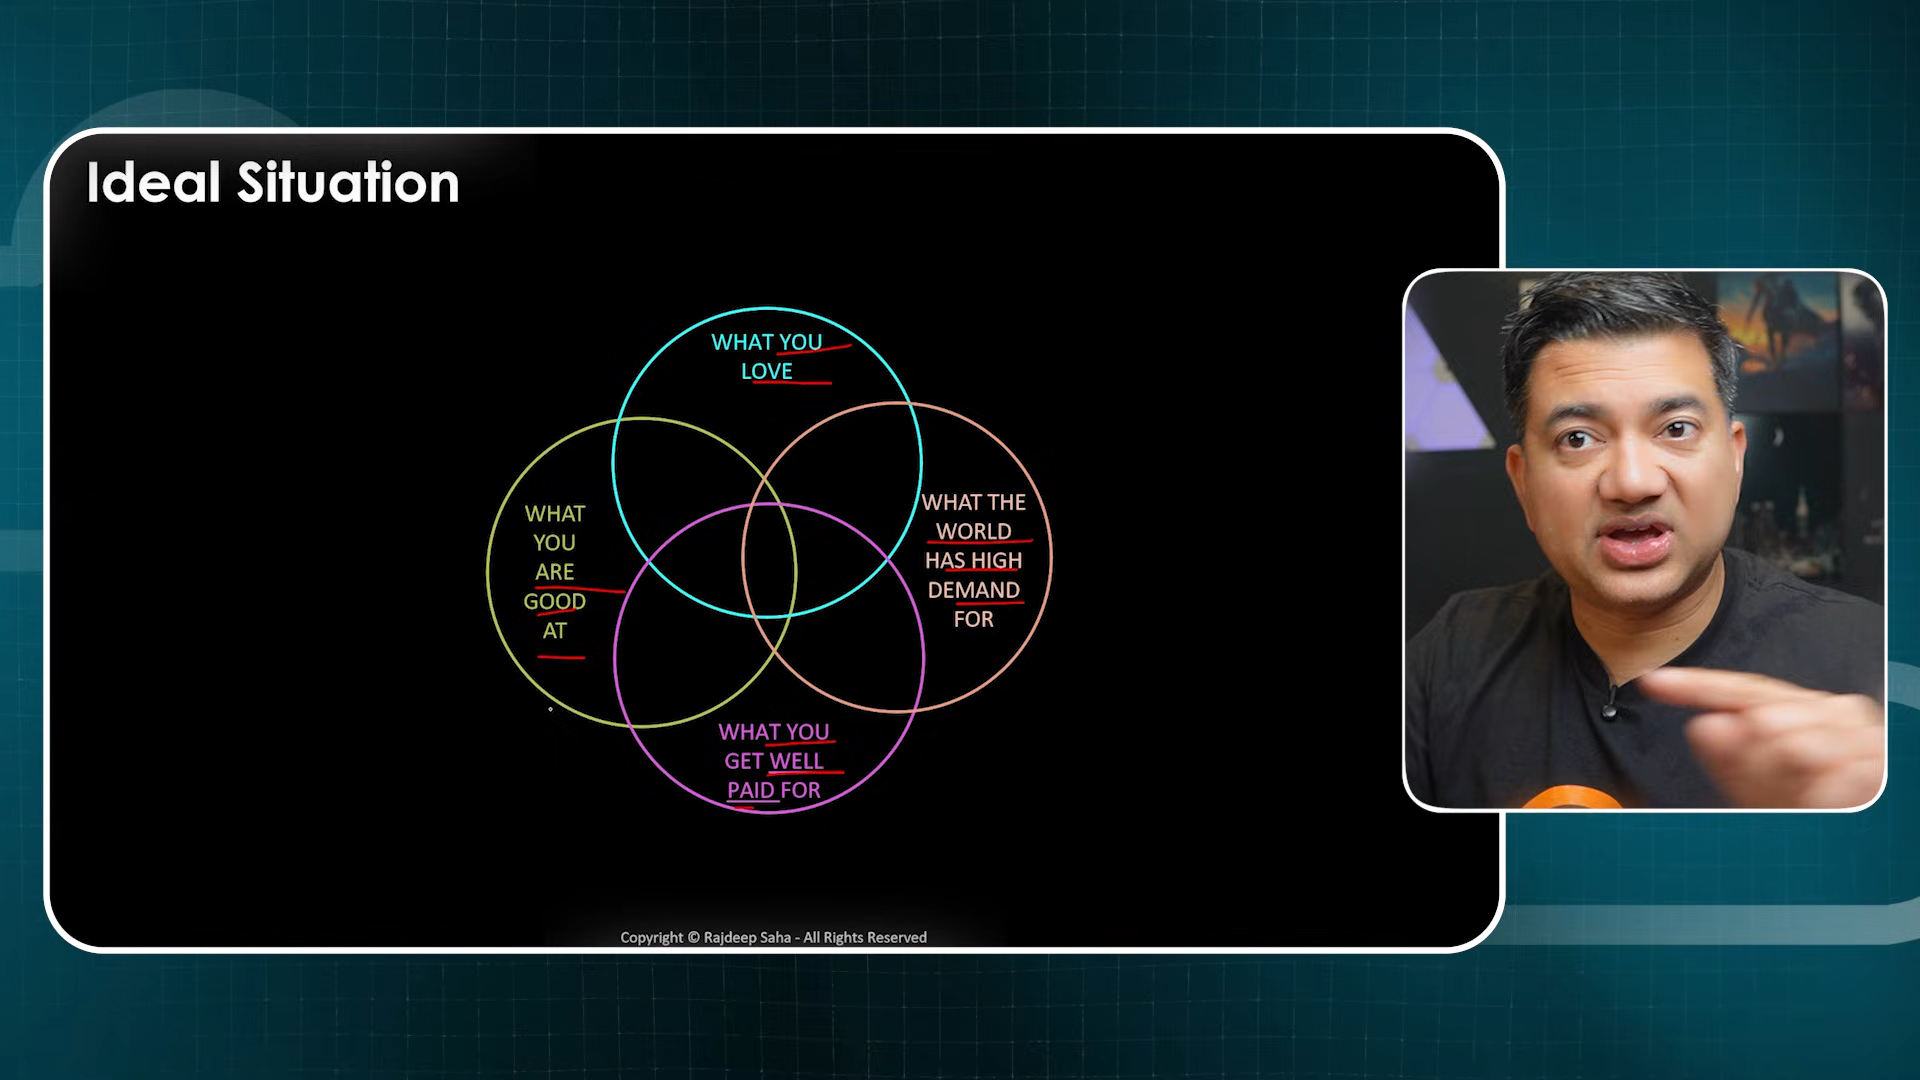 Ideal Situation
WHAT YOU
LOVE
WHAT
YOU
ARE
GOOD
AT
WHAT THE
WORLD
HAS HIGH
DEMAND
FOR
WHAT YOU
GET WELL
PAID FOR
Copyright © Rajdeep Saha - All Rights Reserved